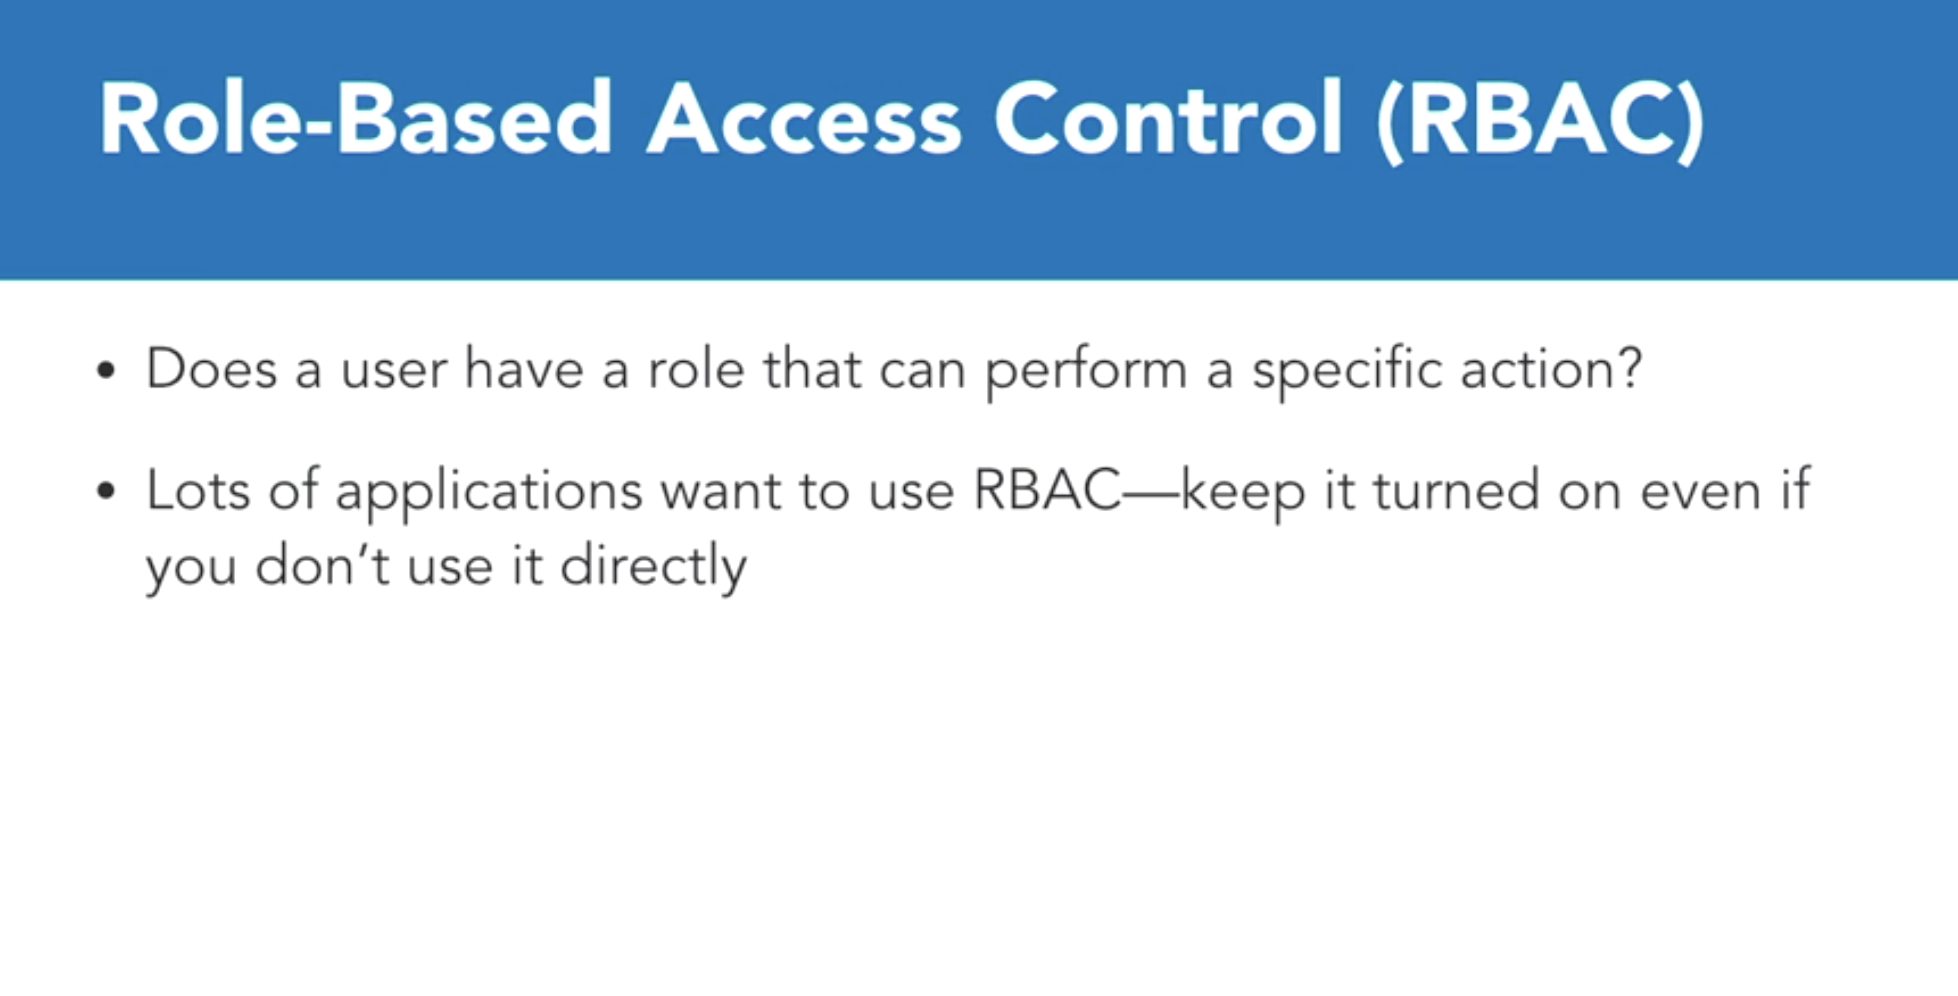 Role-Based Access Control (RBAC)
• Does a user have a role that can perform a specific action?
• Lots of applications want to use RBAC—keep it turned on even if
you don’t use it directly